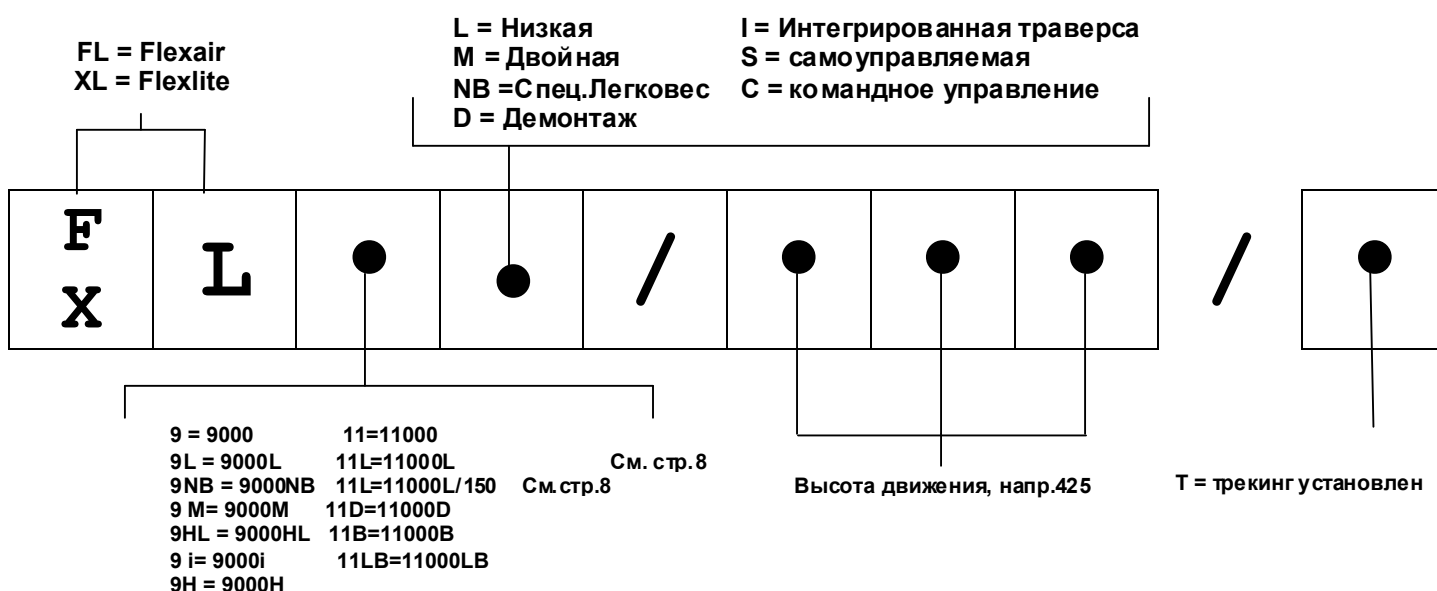 FL = Flexair
XL = Flexlite
L = Низкая I = Интегрированная траверса
M = Двойная S = самоуправляемая
NB =Спец.Легковес C = командное управление
D = Демонтаж
F
X
L / /
9 = 9000 11=11000
9L = 9000L 11L=11000L См. стр.8
9NB = 9000NB 11L=11000L/150 См.стр.8
9 M= 9000M 11D=11000D
9HL = 9000HL 11B=11000B
9 i= 9000i 11LB=11000LB
9H = 9000H
Высота движения, напр.425
T = трекинг установлен